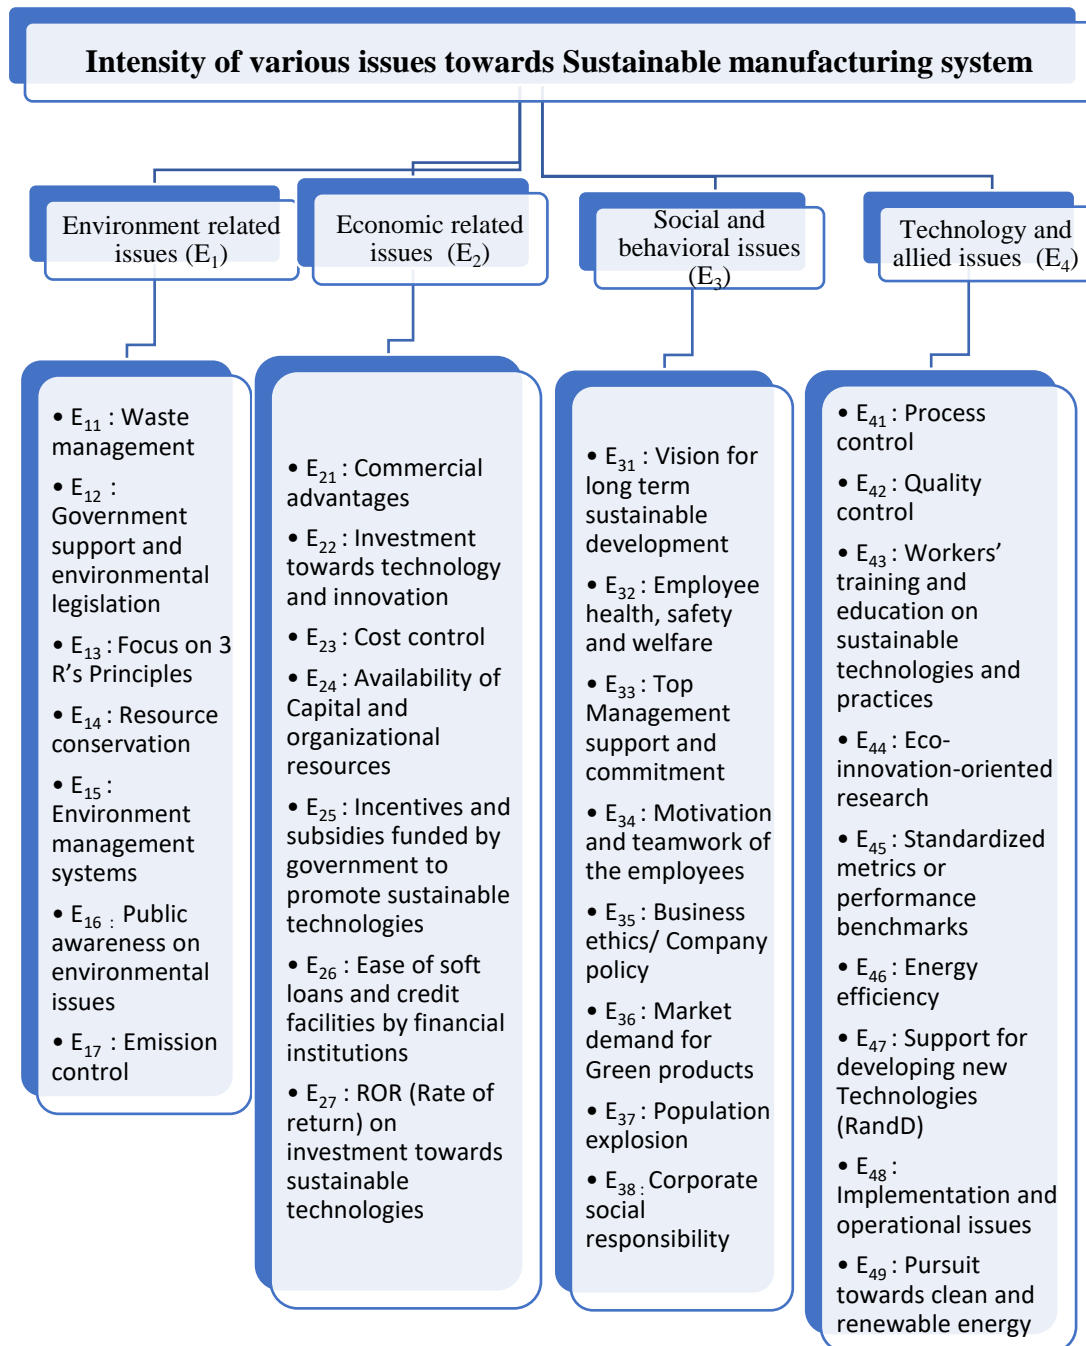 Intensity of various issues towards Sustainable manufacturing system
Environment related
issues (E₁)
Economic related
issues (E₂)
Social and
behavioral issues
(E₃)
Technology and
allied issues (E₄)
• E₁₁ : Waste
management
• E₁₂ :
Government
support and
environmental
legislation
• E₁₃ : Focus on 3
R’s Principles
• E₁₄ : Resource
conservation
• E₁₅ :
Environment
management
systems
• E₁₆ : Public
awareness on
environmental
issues
• E₁₇ : Emission
control
• E₂₁ : Commercial
advantages
• E₂₂ : Investment
towards technology
and innovation
• E₂₃ : Cost control
• E₂₄ : Availability of
Capital and
organizational
resources
• E₂₅ : Incentives and
subsidies funded by
government to
promote sustainable
technologies
• E₂₆ : Ease of soft
loans and credit
facilities by financial
institutions
• E₂₇ : ROR (Rate of
return) on
investment towards
sustainable
technologies
• E₃₁ : Vision for
long term
sustainable
development
• E₃₂ : Employee
health, safety
and welfare
• E₃₃ : Top
Management
support and
commitment
• E₃₄ : Motivation
and teamwork of
the employees
• E₃₅ : Business
ethics/ Company
policy
• E₃₆ : Market
demand for
Green products
• E₃₇ : Population
explosion
• E₃₈ : Corporate
social
responsibility
• E₄₁ : Process
control
• E₄₂ : Quality
control
• E₄₃ : Workers’
training and
education on
sustainable
technologies and
practices
• E₄₄ : Eco-
innovation-oriented
research
• E₄₅ : Standardized
metrics or
performance
benchmarks
• E₄₆ : Energy
efficiency
• E₄₇ : Support for
developing new
Technologies
(RandD)
• E₄₈ :
Implementation and
operational issues
• E₄₉ : Pursuit
towards clean and
renewable energy